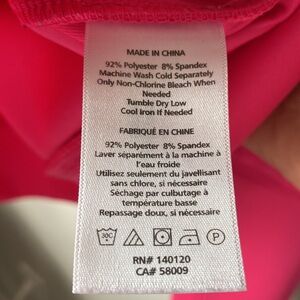 MADE IN CHINA
92% Polyester 8% Spandex
Machine Wash Cold Separately
Only Non-Chlorine Bleach When
Needed
Tumble Dry Low
Cool Iron If Needed
FABRIQUÉ EN CHINE
92% Polyester 8% Spandex
Laver séparément à la machine à
l'eau froide
Utilisez seulement du javellisant
sans chlore, si nécessaire
Séchage par culbutage à
température basse
Repassage doux, si nécessaire
30C
P
RN# 140120
CA# 58009